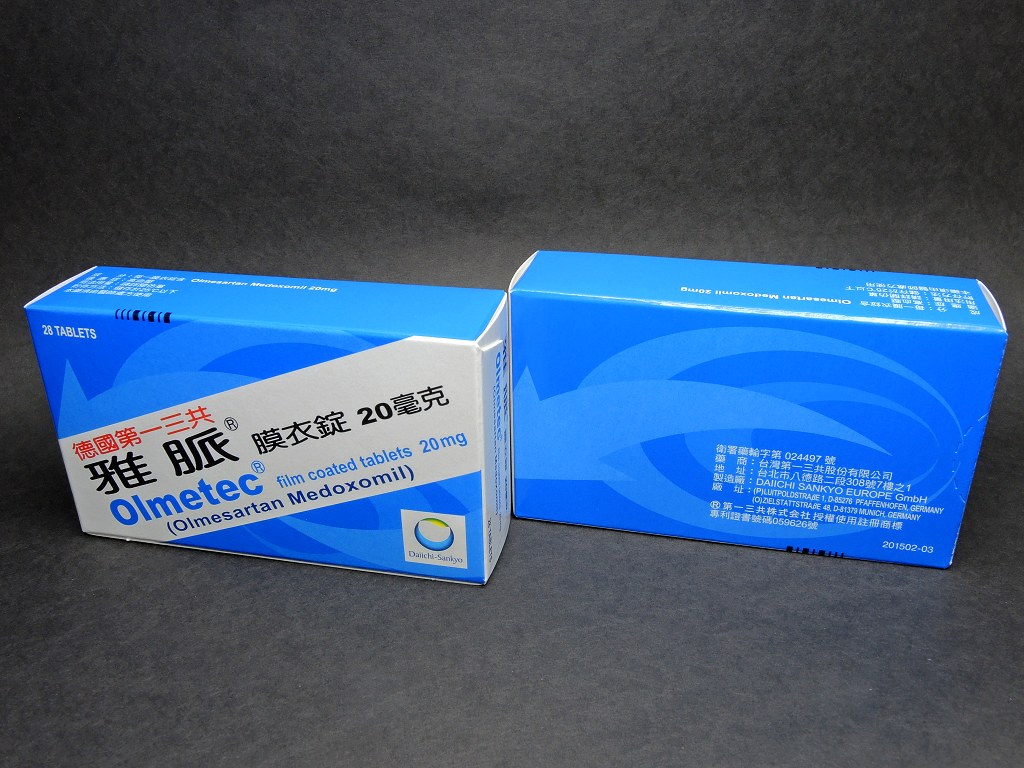 Olmesartan Medoxomil 20mg
28 TABLETS
德國第一三共
雅脈® 膜衣錠 20毫克
Olmetec® film coated tablets 20mg
(Olmesartan Medoxomil)
Daiichi-Sankyo
Olmetec
Olmesartan Medoxomil 20mg
衛署藥輸字第 024497 號
藥 商：台灣第一三共股份有限公司
地 址：台北市八德路二段308號7樓之1
製造廠：DAIICHI SANKYO EUROPE GmbH
廠 址：(P)LUITPOLDSTRAßE 1, D-85276 PFAFFENHOFEN, GERMANY
(O)ZIELSTATTSTRAßE 48, D-81379 MUNICH, GERMANY
® 第一三共株式会社 授權使用註冊商標
專利證書號碼059626號
201502-03